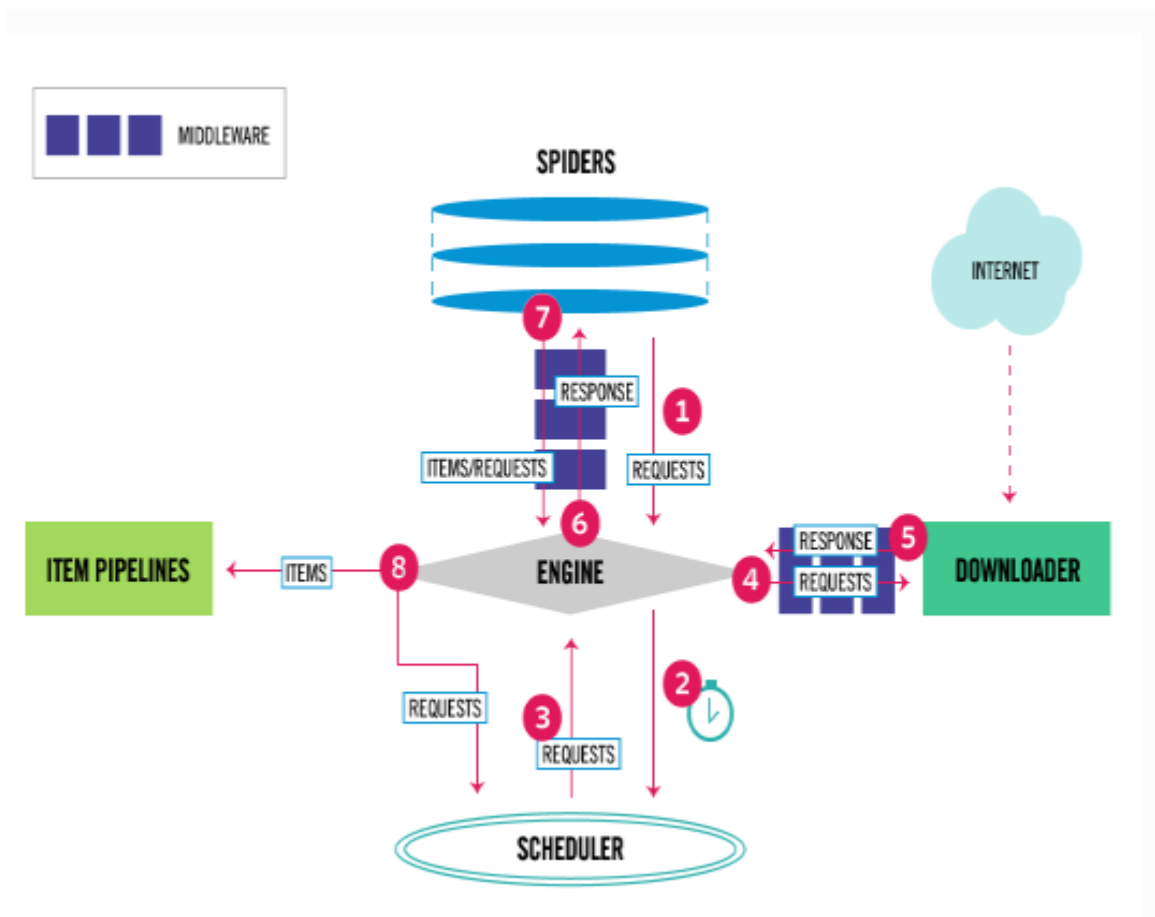 MIDDLEWARE
SPIDERS
INTERNET
7
RESPONSE
1
ITEMS/REQUESTS
REQUESTS
6
ITEM PIPELINES
ITEMS
8
ENGINE
4
RESPONSE
5
REQUESTS
DOWNLOADER
2
REQUESTS
3
REQUESTS
SCHEDULER